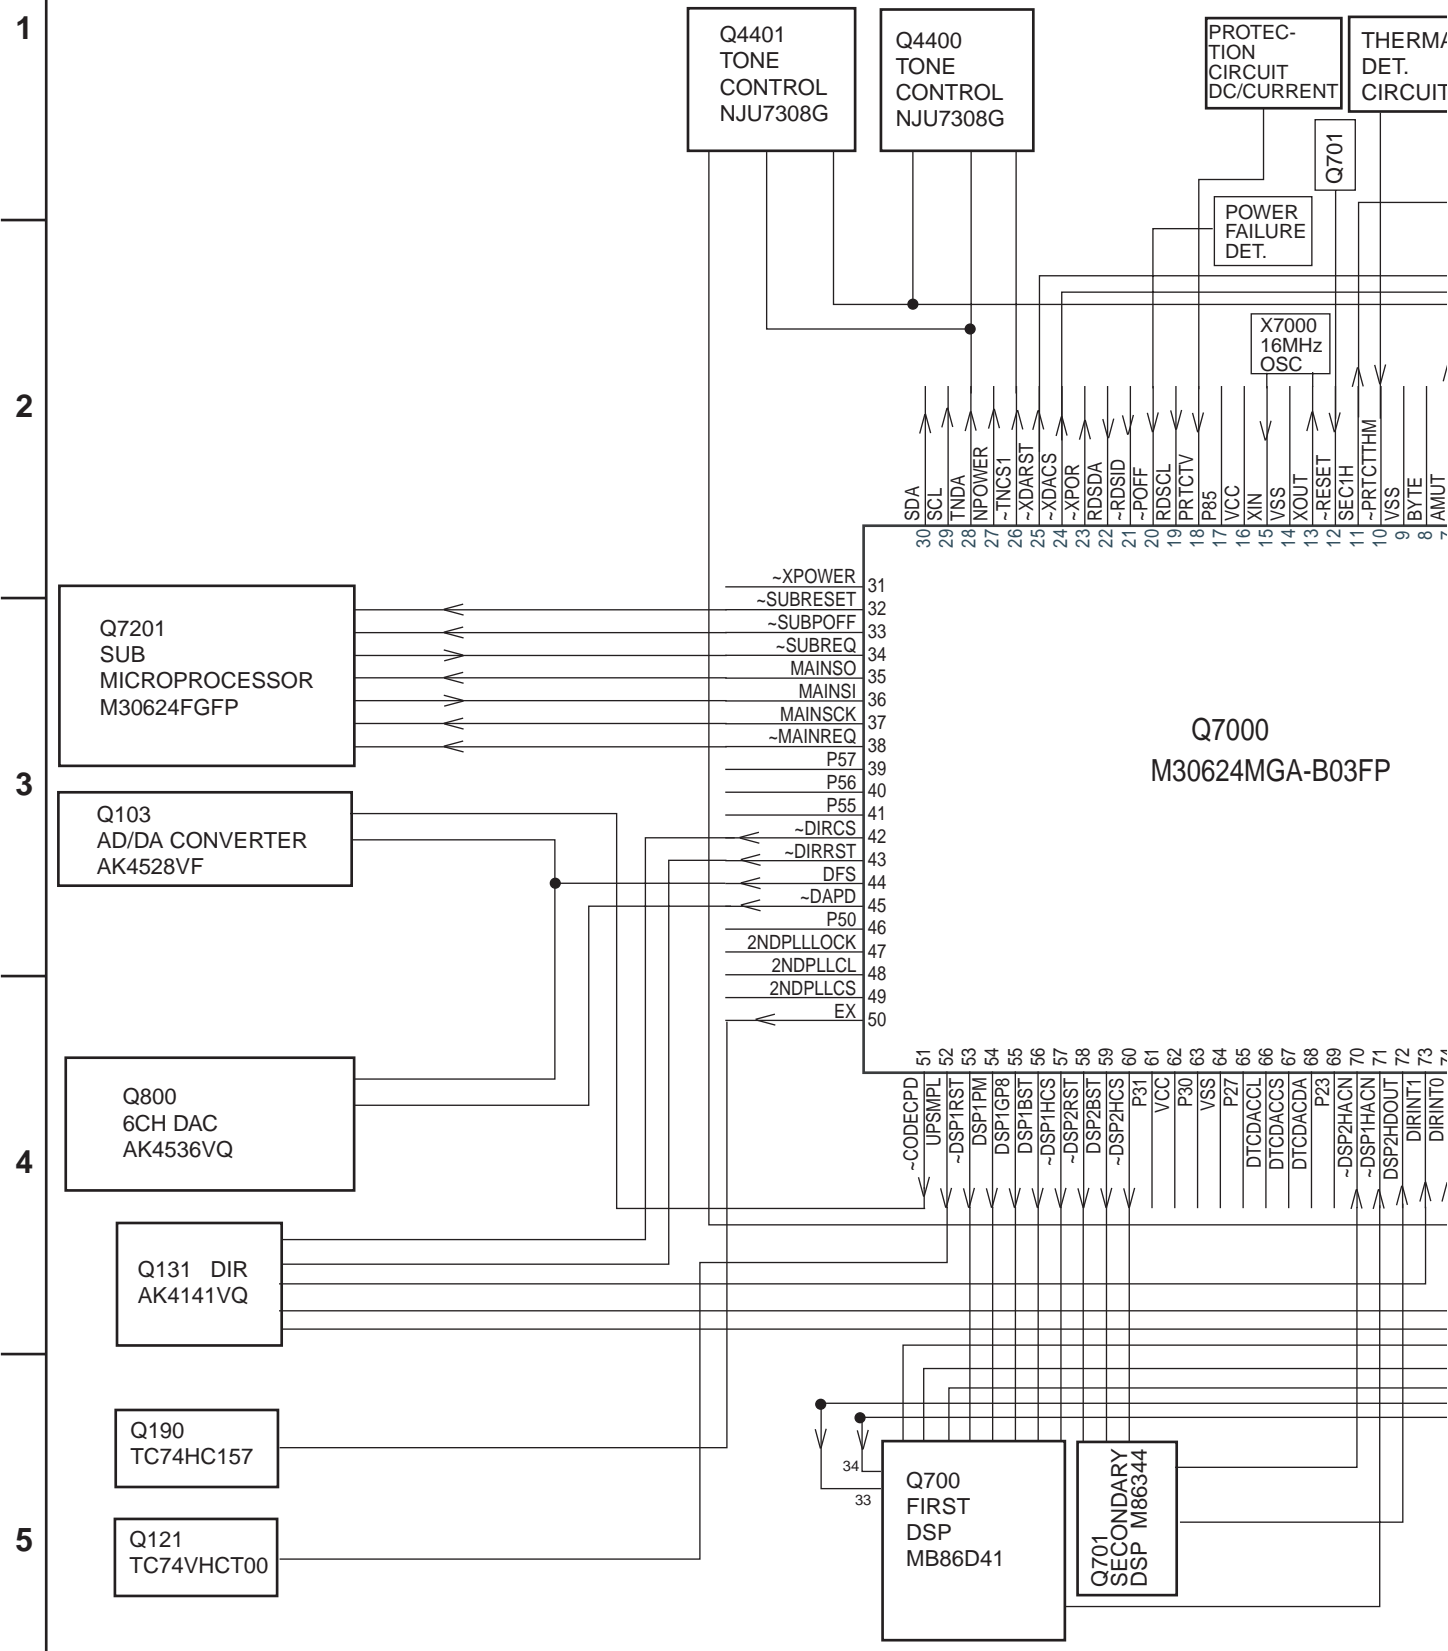 1
Q4401
TONE
CONTROL
NJU7308G
Q4400
TONE
CONTROL
NJU7308G
PROTEC-
TION
CIRCUIT
DC/CURRENT
THERMA
DET.
CIRCUIT
Q701
POWER
FAILURE
DET.
X7000
16MHz
OSC
2
SDA
SCL
TNDA
NPOWER
~TNCS1
~XDARST
~XDACS
~XPOR
RDSDA
~RDSID
~POFF
RDSCL
PRTCTV
P85
VCC
XIN
VSS
XOUT
~RESET
SEC1H
~PRTCTTHM
VSS
BYTE
AMUT
30
29
28
27
26
25
24
23
22
21
20
19
18
17
16
15
14
13
12
11
10
9
8
7
~XPOWER 31
~SUBRESET 32
~SUBPOFF 33
~SUBREQ 34
MAINSO 35
MAINSI 36
MAINSCK 37
~MAINREQ 38
P57 39
P56 40
P55 41
~DIRCS 42
~DIRRST 43
DFS 44
~DAPD 45
P50 46
2NDPLLLOCK 47
2NDPLLCL 48
2NDPLLCS 49
EX 50
Q7201
SUB
MICROPROCESSOR
M30624FGFP
Q7000
M30624MGA-B03FP
3
Q103
AD/DA CONVERTER
AK4528VF
51
52
53
54
55
56
57
58
59
60
61
62
63
64
65
66
67
68
69
70
71
72
73
74
~CODECPD
UPSMPL
~DSP1RST
DSP1PM
DSP1GP8
DSP1BST
~DSP1HCS
~DSP2RST
DSP2BST
~DSP2HCS
P31
VCC
P30
VSS
P27
DTCDACCL
DTCDACCS
DTCDACDA
P23
~DSP2HACN
~DSP1HACN
DSP2HDOUT
DIRINT1
DIRINT0
Q800
6CH DAC
AK4536VQ
4
Q131 DIR
AK4141VQ
Q190
TC74HC157
34
33
Q700
FIRST
DSP
MB86D41
Q701
SECONDARY
DSP M86344
5
Q121
TC74VHCT00